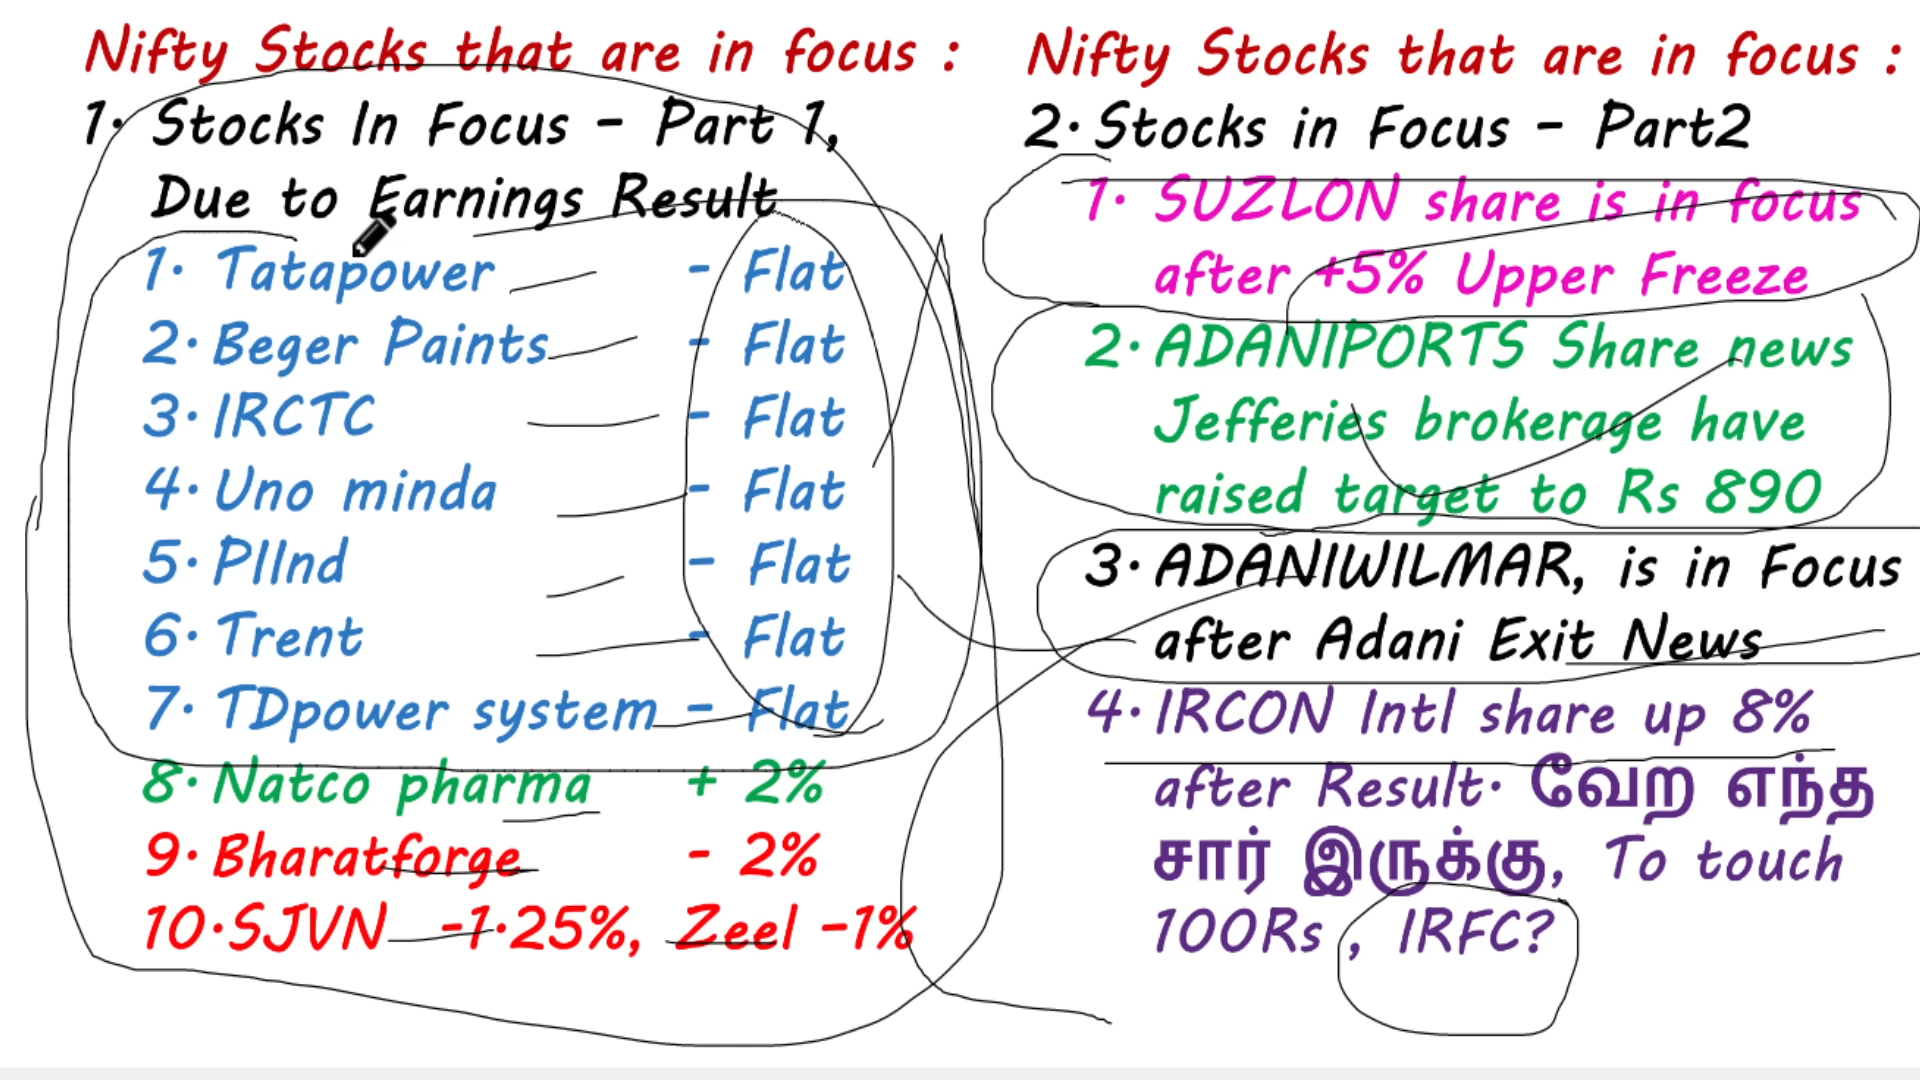 Nifty Stocks that are in focus :
1. Stocks In Focus - Part 1,
Due to Earnings Result
1. Tatapower - Flat
2. Beger Paints - Flat
3. IRCTC - Flat
4. Uno minda - Flat
5. PIInd - Flat
6. Trent - Flat
7. TDpower system - Flat
8. Natco pharma + 2%
9. Bharatforge - 2%
10. SJVN -1.25%, Zeel -1%
Nifty Stocks that are in focus :
2. Stocks in Focus - Part2
1. SUZLON share is in focus
after +5% Upper Freeze
2. ADANIPORTS Share news
Jefferies brokerage have
raised target to Rs 890
3. ADANIWILMAR, is in Focus
after Adani Exit News
4. IRCON Intl share up 8%
after Result. வேற எந்த
சார் இருக்கு, To touch
100Rs , IRFC?